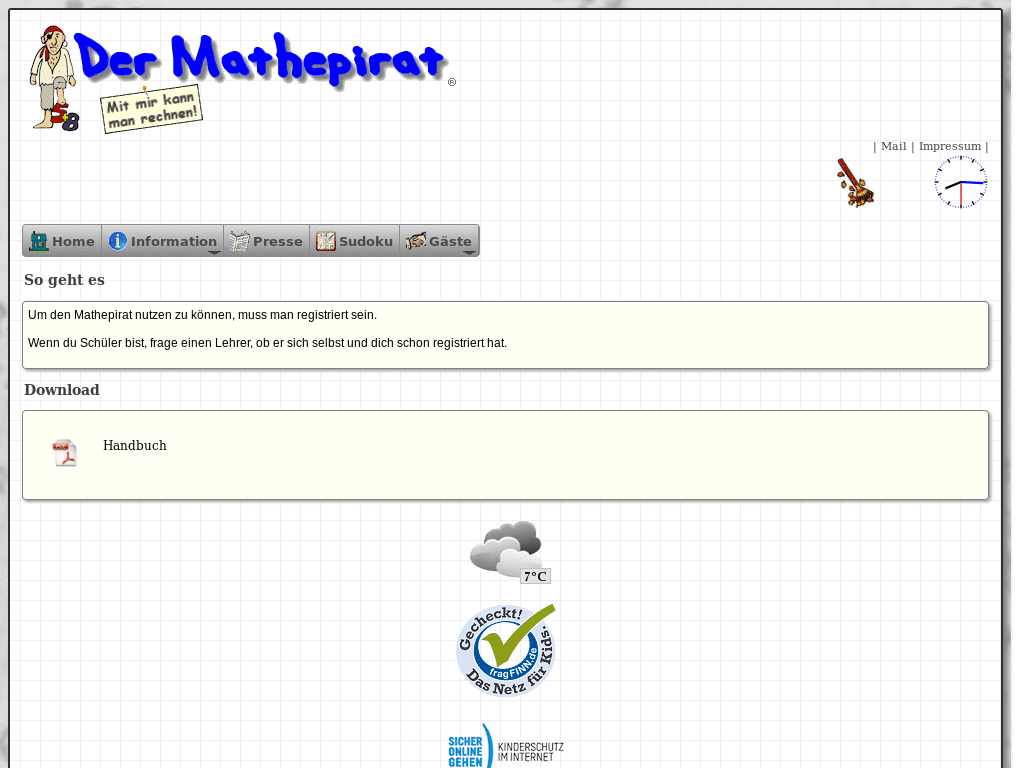 Der Mathepirat ®
Mit mir kann
man rechnen!
5+8
| Mail | Impressum |
Home Information Presse Sudoku Gäste
So geht es
Um den Mathepirat nutzen zu können, muss man registriert sein.
Wenn du Schüler bist, frage einen Lehrer, ob er sich selbst und dich schon registriert hat.
Download
Handbuch
7°C
Gecheckt!
fragFINN.de
Das Netz für Kids.
SICHER
ONLINE
GEHEN
KINDERSCHUTZ
IM INTERNET